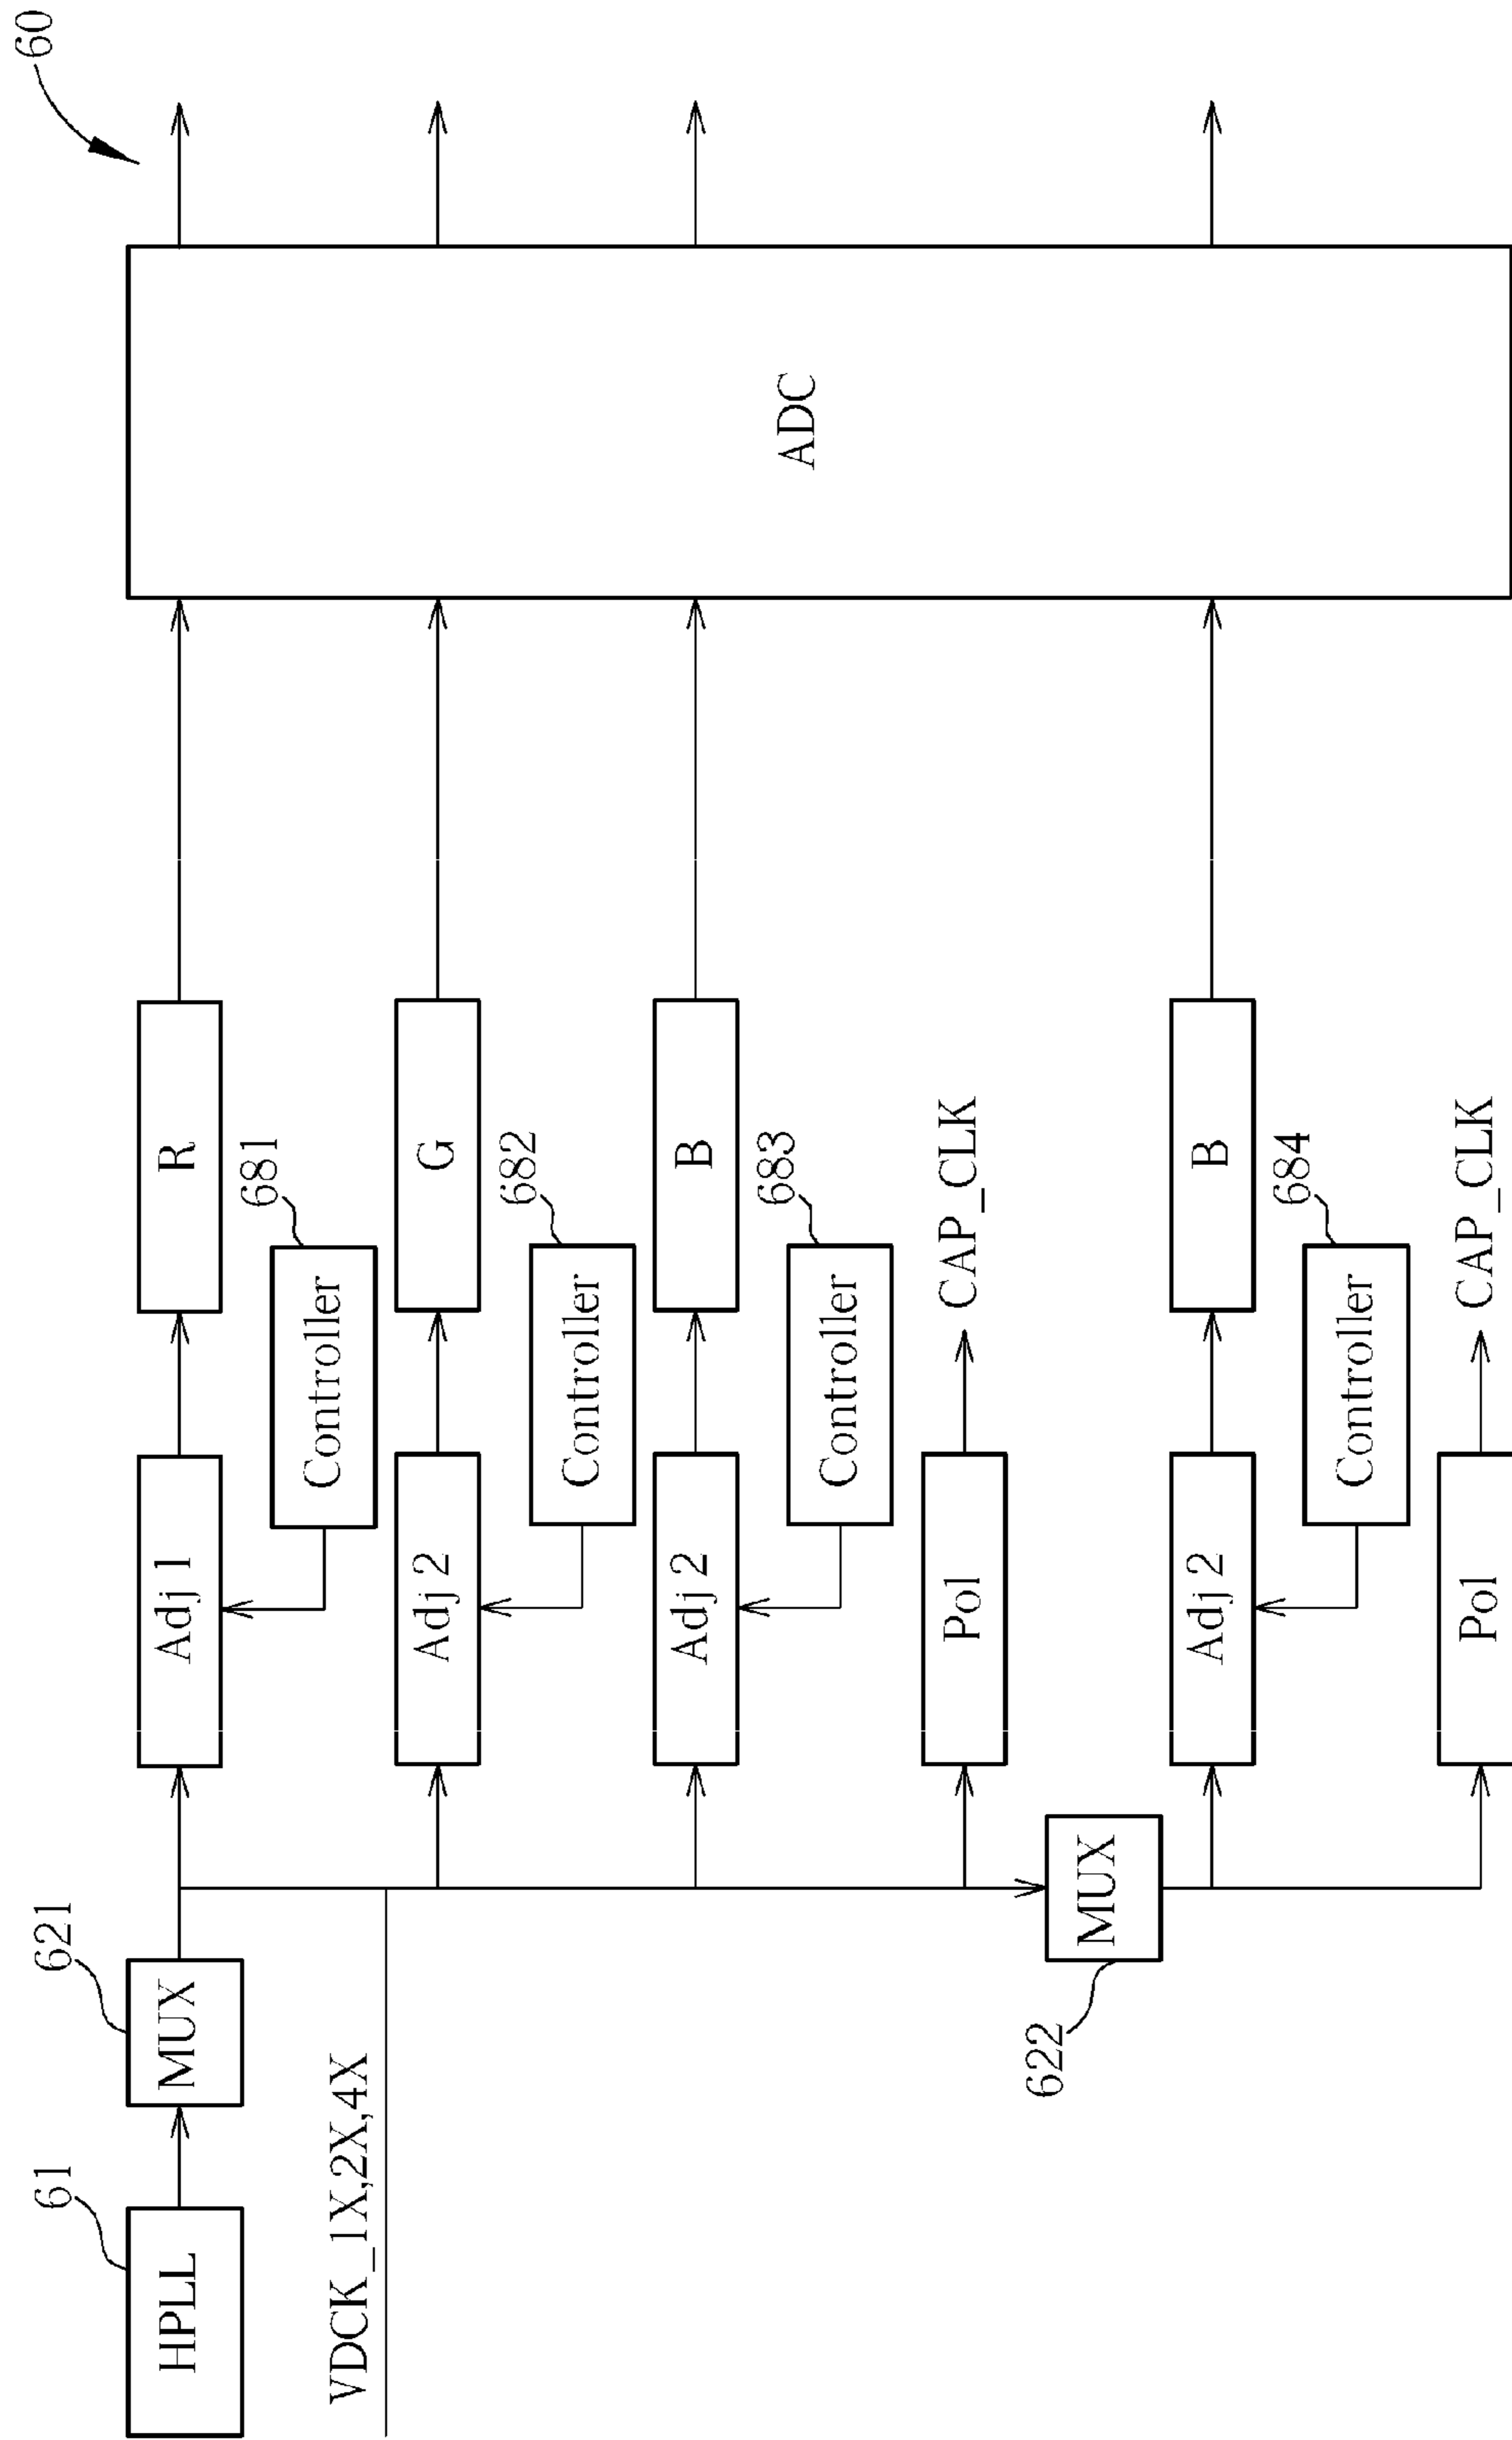 60
61
HPLL
621
MUX
VDCK_1X,2X,4X
Adj 1
R
681
Controller
Adj 2
G
682
Controller
ADC
Adj 2
B
683
Controller
Pol
CAP_CLK
622
MUX
Adj 2
B
684
Controller
Pol
CAP_CLK